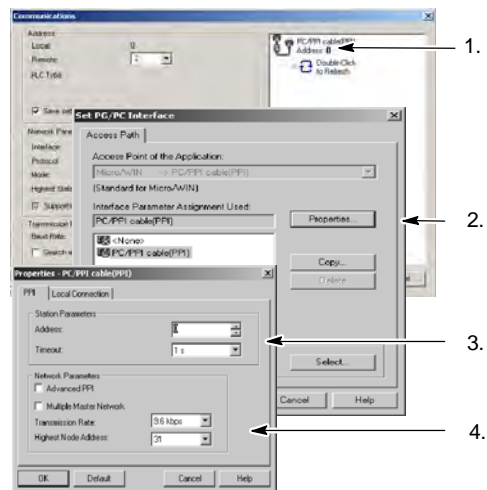 Communications
Address
Local: 0
Remote: 2
PLC Type:
Save set
PC/PPI cable(PPI)
Address: 0
Double-Click
to Refresh
1.
Network Para
Interface:
Protocol:
Mode:
Highest Stati
Supports
Transmission
Baud Rate:
Search
Set PG/PC Interface
Access Path
Access Point of the Application:
Micro/WIN -> PC/PPI cable(PPI)
(Standard for Micro/WIN)
Interface Parameter Assignment Used:
PC/PPI cable(PPI)
Properties...
2.
<None>
PC/PPI cable(PPI)
Copy...
Delete
Select...
Cancel
Help
Properties - PC/PPI cable(PPI)
PPI
Local Connection
Station Parameters
Address:
Timeout: 1 s
3.
Network Parameters
Advanced PPI
Multiple Master Network
Transmission Rate: 9.6 kbps
Highest Node Address: 31
4.
OK
Default
Cancel
Help